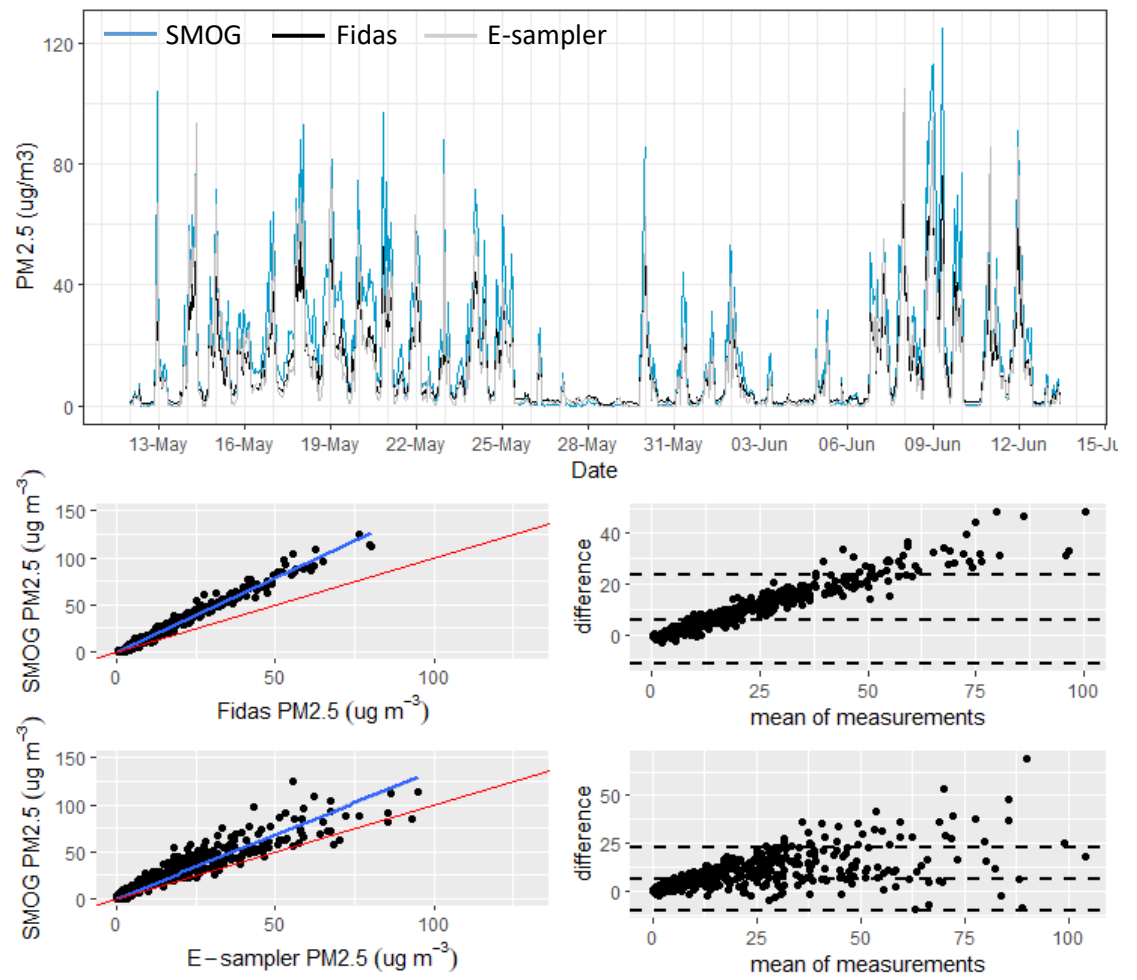 SMOG Fidas E-sampler
PM2.5 (ug/m3)
120
80
40
0
13-May 16-May 19-May 22-May 25-May 28-May 31-May 03-Jun 06-Jun 09-Jun 12-Jun 15-Ju
Date
SMOG PM2.5 (ug m⁻³)
150
100
50
0
0 50 100
Fidas PM2.5 (ug m⁻³)
difference
40
20
0
0 25 50 75 100
mean of measurements
SMOG PM2.5 (ug m⁻³)
150
100
50
0
0 50 100
E−sampler PM2.5 (ug m⁻³)
difference
50
25
0
0 25 50 75 100
mean of measurements